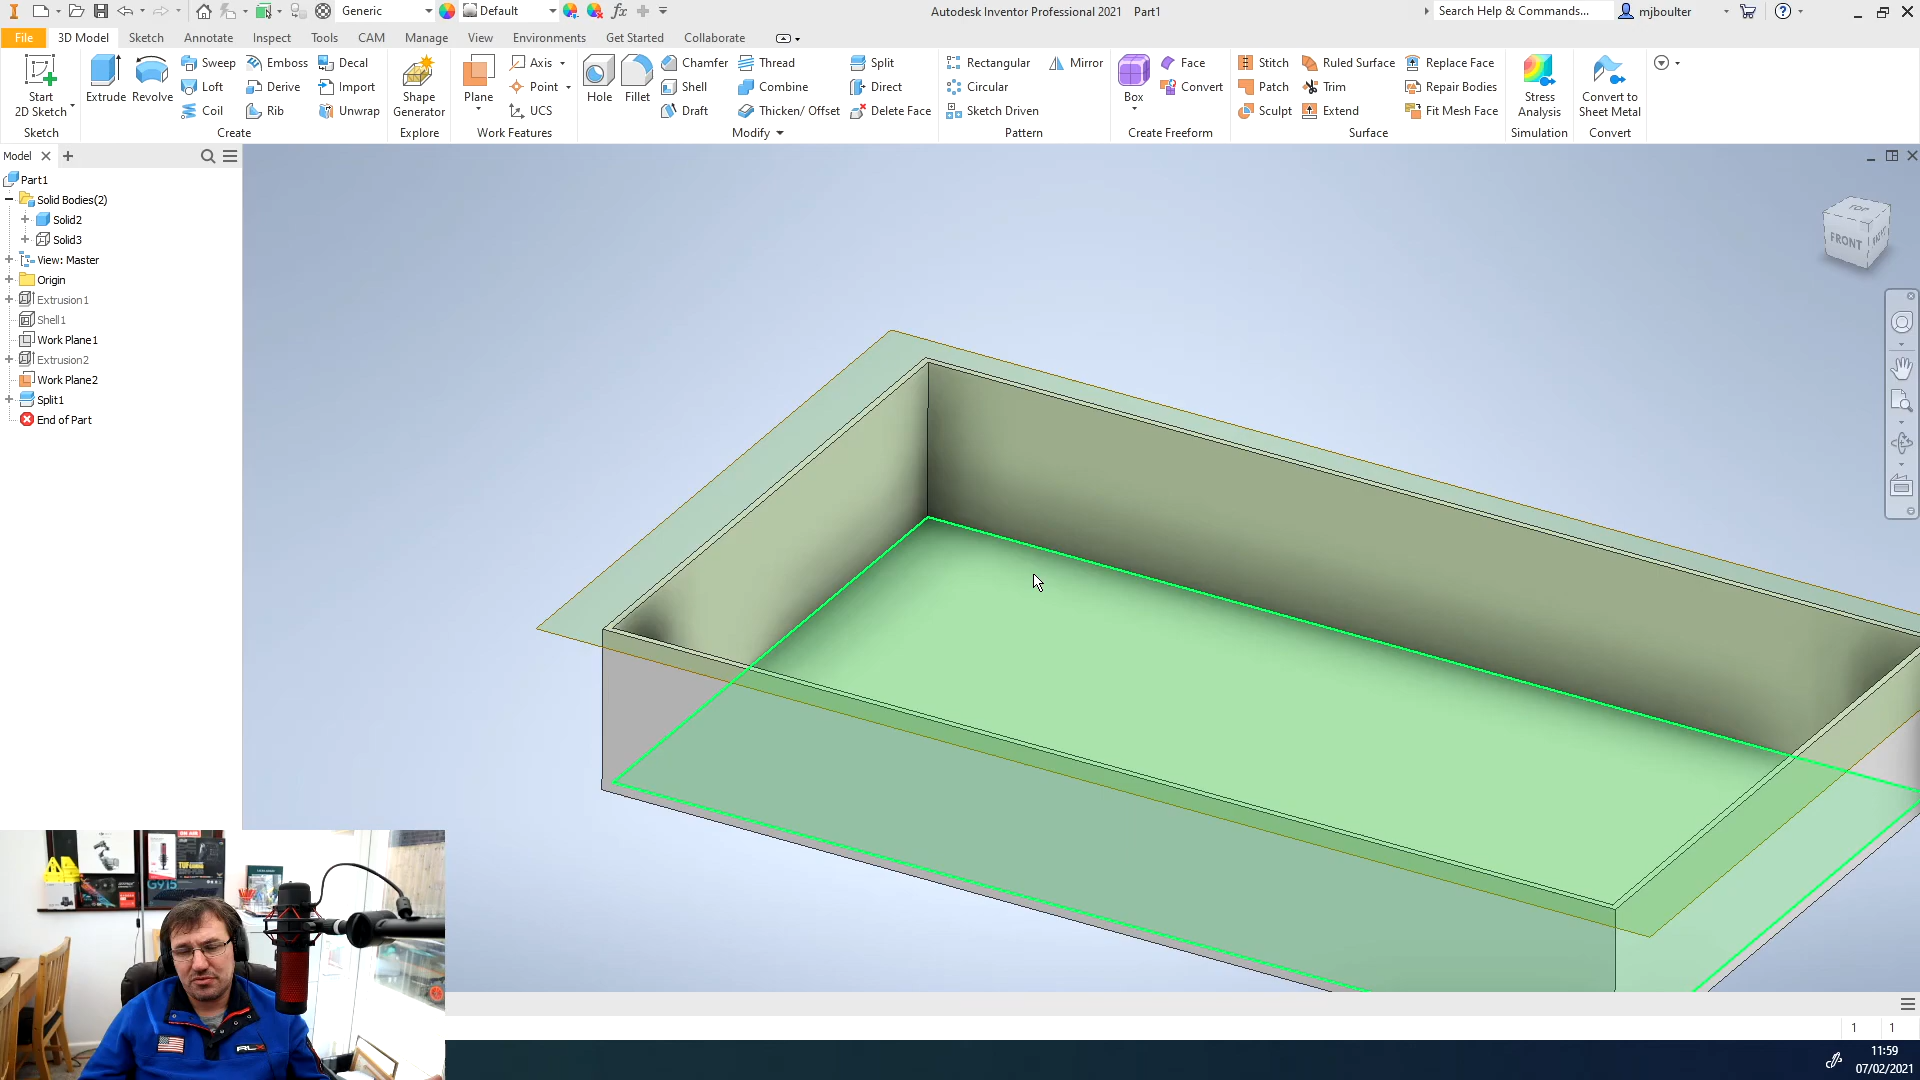 Generic
Default
Autodesk Inventor Professional 2021 Part1
Search Help & Commands...
mjboulter
File
3D Model
Sketch
Annotate
Inspect
Tools
CAM
Manage
View
Environments
Get Started
Collaborate
Start
2D Sketch
Sketch
Extrude
Revolve
Sweep
Loft
Coil
Emboss
Derive
Rib
Decal
Import
Unwrap
Create
Shape
Generator
Explore
Plane
Axis
Point
UCS
Work Features
Hole
Fillet
Chamfer
Shell
Draft
Thread
Combine
Thicken/ Offset
Split
Direct
Delete Face
Modify
Rectangular
Circular
Sketch Driven
Mirror
Pattern
Box
Face
Convert
Create Freeform
Stitch
Patch
Sculpt
Ruled Surface
Trim
Extend
Replace Face
Repair Bodies
Fit Mesh Face
Surface
Stress
Analysis
Simulation
Convert to
Sheet Metal
Convert
Model
Part1
Solid Bodies(2)
Solid2
Solid3
View: Master
Origin
Extrusion1
Shell1
Work Plane1
Extrusion2
Work Plane2
Split1
End of Part
TOP
FRONT
G915
RLX
1 1
11:59
07/02/2021